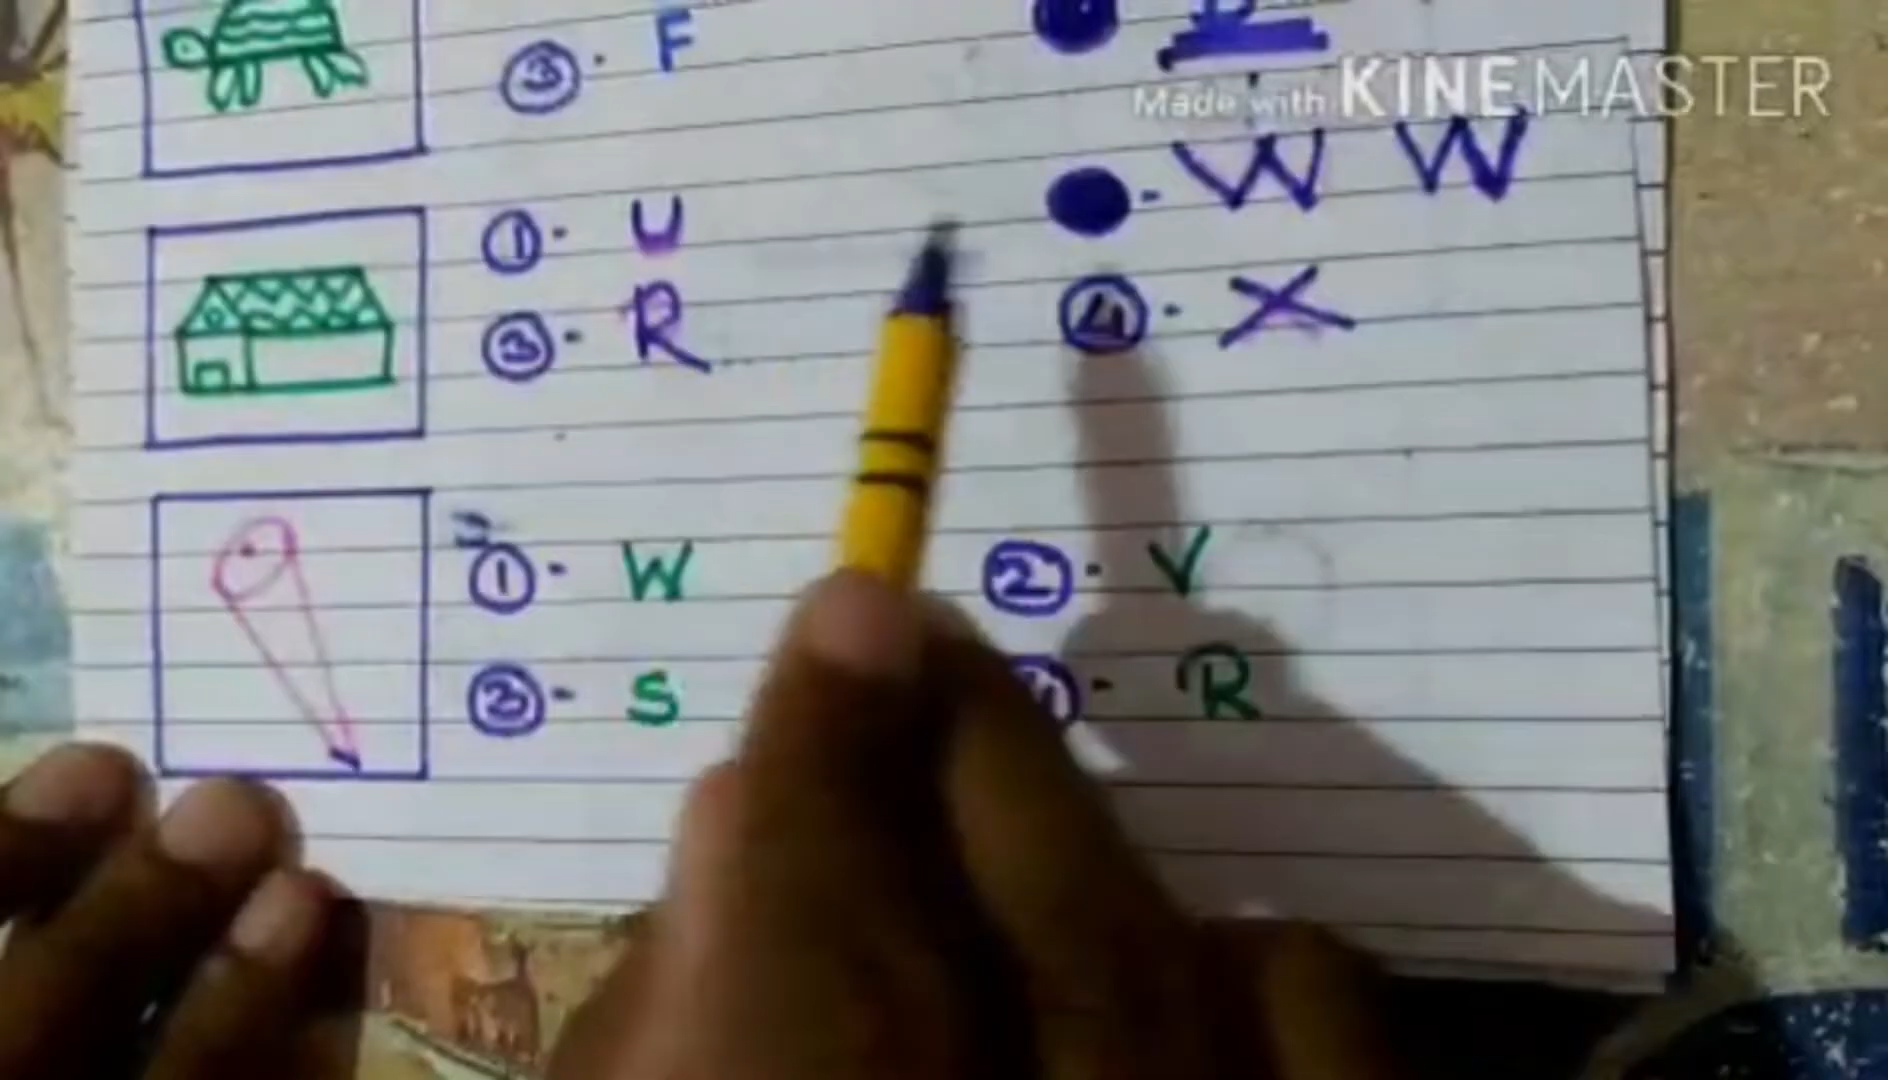 ③· F
Made with KINEMASTER
①· U
- W W
③- R
④· X
①- W
②- V
③- S
- R